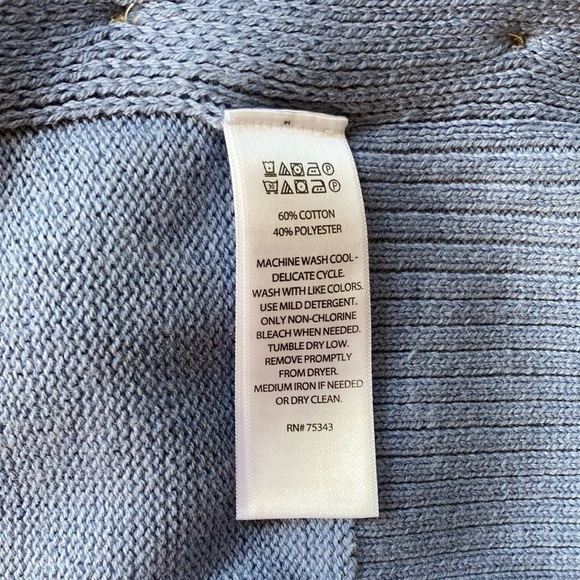 60% COTTON
40% POLYESTER
MACHINE WASH COOL -
DELICATE CYCLE.
WASH WITH LIKE COLORS.
USE MILD DETERGENT.
ONLY NON-CHLORINE
BLEACH WHEN NEEDED.
TUMBLE DRY LOW.
REMOVE PROMPTLY
FROM DRYER.
MEDIUM IRON IF NEEDED
OR DRY CLEAN.
RN# 75343